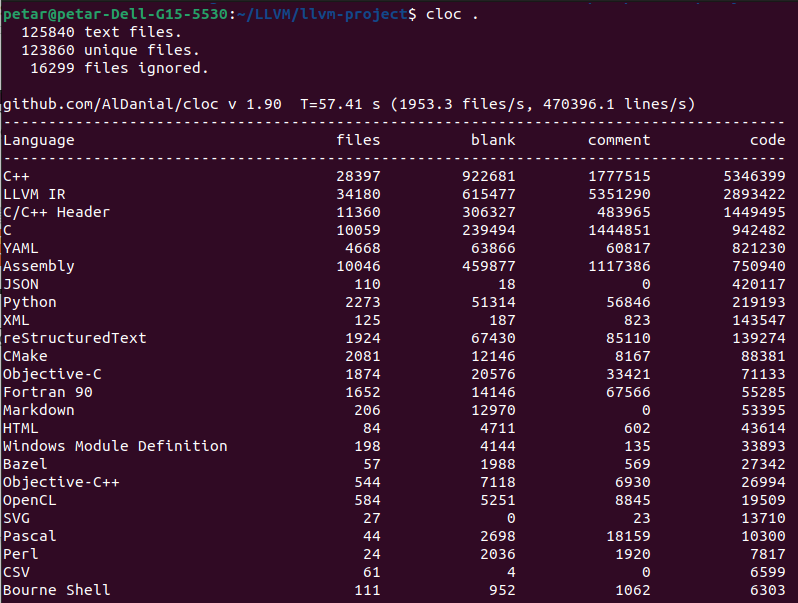 petar@petar-Dell-G15-5530:~/LLVM/llvm-project$ cloc .
  125840 text files.
  123860 unique files.
   16299 files ignored.

github.com/AlDanial/cloc v 1.90  T=57.41 s (1953.3 files/s, 470396.1 lines/s)
---------------------------------------------------------------------------------------
Language                             files          blank        comment           code
---------------------------------------------------------------------------------------
C++                                  28397         922681        1777515        5346399
LLVM IR                              34180         615477        5351290        2893422
C/C++ Header                         11360         306327         483965        1449495
C                                    10059         239494        1444851         942482
YAML                                  4668          63866          60817         821230
Assembly                             10046         459877        1117386         750940
JSON                                   110             18              0         420117
Python                                2273          51314          56846         219193
XML                                    125            187            823         143547
reStructuredText                      1924          67430          85110         139274
CMake                                 2081          12146           8167          88381
Objective-C                           1874          20576          33421          71133
Fortran 90                            1652          14146          67566          55285
Markdown                               206          12970              0          53395
HTML                                    84           4711            602          43614
Windows Module Definition              198           4144            135          33893
Bazel                                   57           1988            569          27342
Objective-C++                          544           7118           6930          26994
OpenCL                                 584           5251           8845          19509
SVG                                     27              0             23          13710
Pascal                                  44           2698          18159          10300
Perl                                    24           2036           1920           7817
CSV                                     61              4              0           6599
Bourne Shell                           111            952           1062           6303